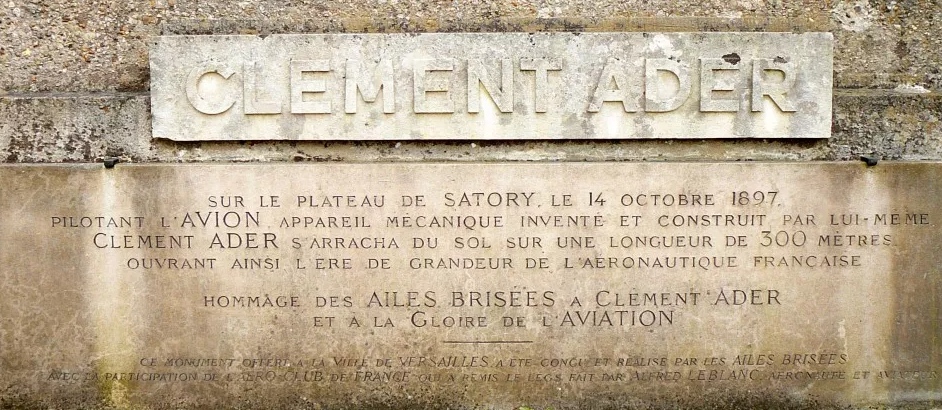 CLEMENT ADER
SUR LE PLATEAU DE SATORY, LE 14 OCTOBRE 1897,
PILOTANT L'AVION, APPAREIL MÉCANIQUE INVENTÉ ET CONSTRUIT PAR LUI-MÊME
CLÉMENT ADER S'ARRACHA DU SOL SUR UNE LONGUEUR DE 300 MÈTRES
OUVRANT AINSI L'ÈRE DE GRANDEUR DE L'AÉRONAUTIQUE FRANÇAISE
HOMMAGE DES AILES BRISÉES A CLÉMENT ADER
ET À LA GLOIRE DE L'AVIATION
CE MONUMENT OFFERT A LA VILLE DE VERSAILLES A ÉTÉ CONÇU ET RÉALISÉ PAR LES AILES BRISÉES
AVEC LA PARTICIPATION DE L'AÉRO-CLUB DE FRANCE QUI A REMIS LE LEGS FAIT PAR ALFRED LEBLANC, AÉRONAUTE ET AVIATEUR